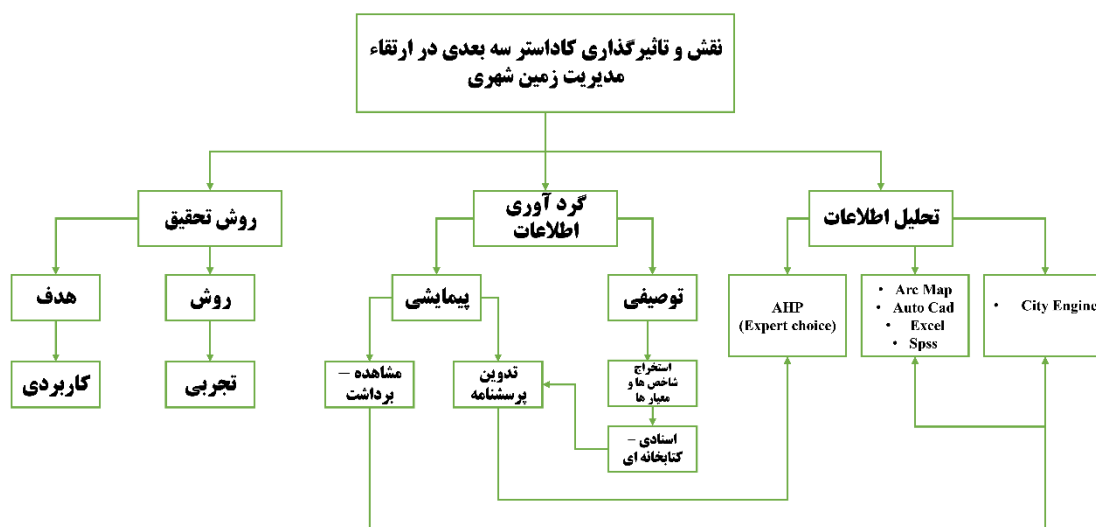 نقش و تاثیرگذاری کاداستر سه بعدی در ارتقاء
مدیریت زمین شهری
روش تحقیق
گرد آوری
اطلاعات
تحلیل اطلاعات
هدف
روش
پیمایشی
توصیفی
AHP
(Expert choice)
• Arc Map
• Auto Cad
• Excel
• Spss
• City Engine
کاربردی
تجربی
مشاهده –
برداشت
تدوین
پرسشنامه
استخراج
شاخص ها و
معیار ها
اسنادی –
کتابخانه ای